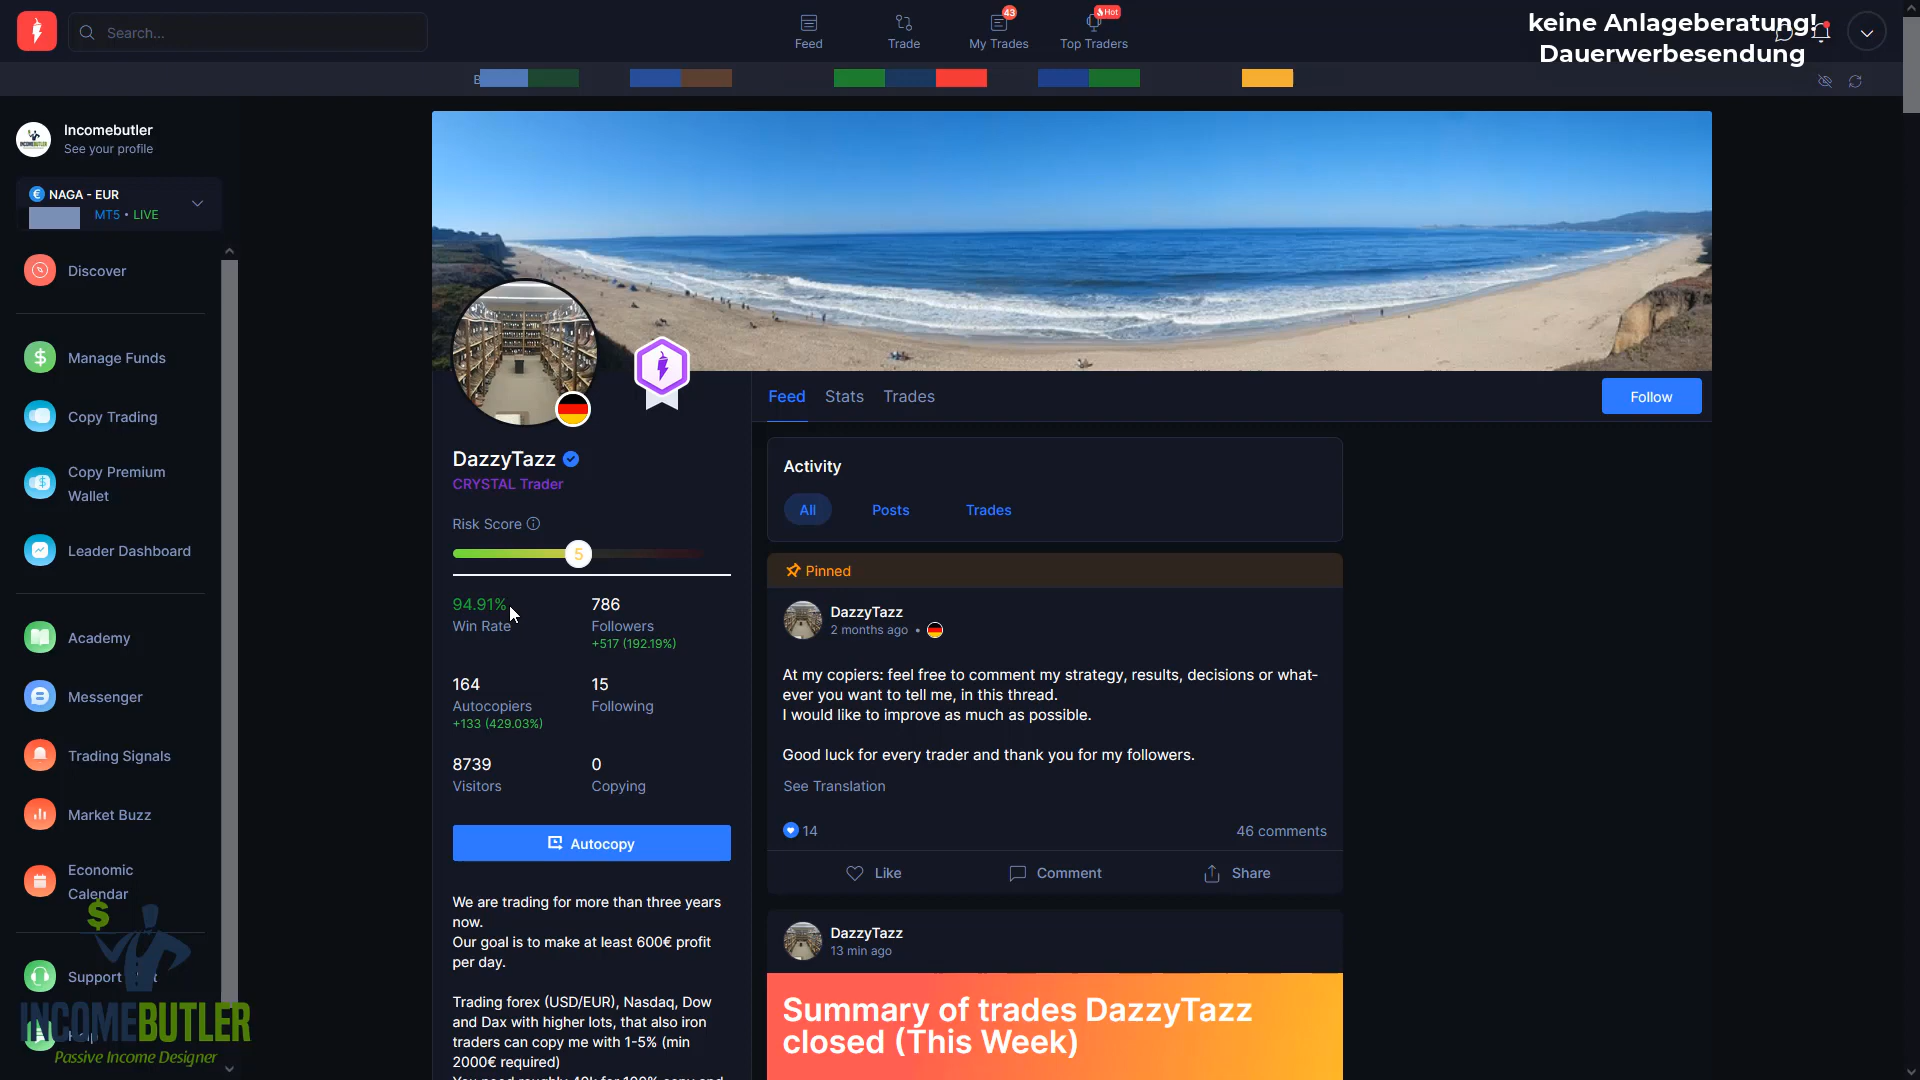 Search...
Feed
Trade
43
My Trades
Hot
Top Traders
keine Anlageberatung!
Dauerwerbesendung
Incomebutler
See your profile
NAGA - EUR
MT5 • LIVE
Discover
Manage Funds
Copy Trading
Copy Premium
Wallet
Leader Dashboard
Academy
Messenger
Trading Signals
Market Buzz
Economic
Calendar
Support
INCOMEBUTLER
Passive Income Designer
DazzyTazz
CRYSTAL Trader
Risk Score
5
94.91%
Win Rate
786
Followers
+517 (192.19%)
164
Autocopiers
+133 (429.03%)
15
Following
8739
Visitors
0
Copying
Autocopy
We are trading for more than three years
now.
Our goal is to make at least 600€ profit
per day.
Trading forex (USD/EUR), Nasdaq, Dow
and Dax with higher lots, that also iron
traders can copy me with 1-5% (min
2000€ required)
Feed
Stats
Trades
Follow
Activity
All
Posts
Trades
Pinned
DazzyTazz
2 months ago •
At my copiers: feel free to comment my strategy, results, decisions or what-
ever you want to tell me, in this thread.
I would like to improve as much as possible.
Good luck for every trader and thank you for my followers.
See Translation
14
46 comments
Like
Comment
Share
DazzyTazz
13 min ago
Summary of trades DazzyTazz
closed (This Week)